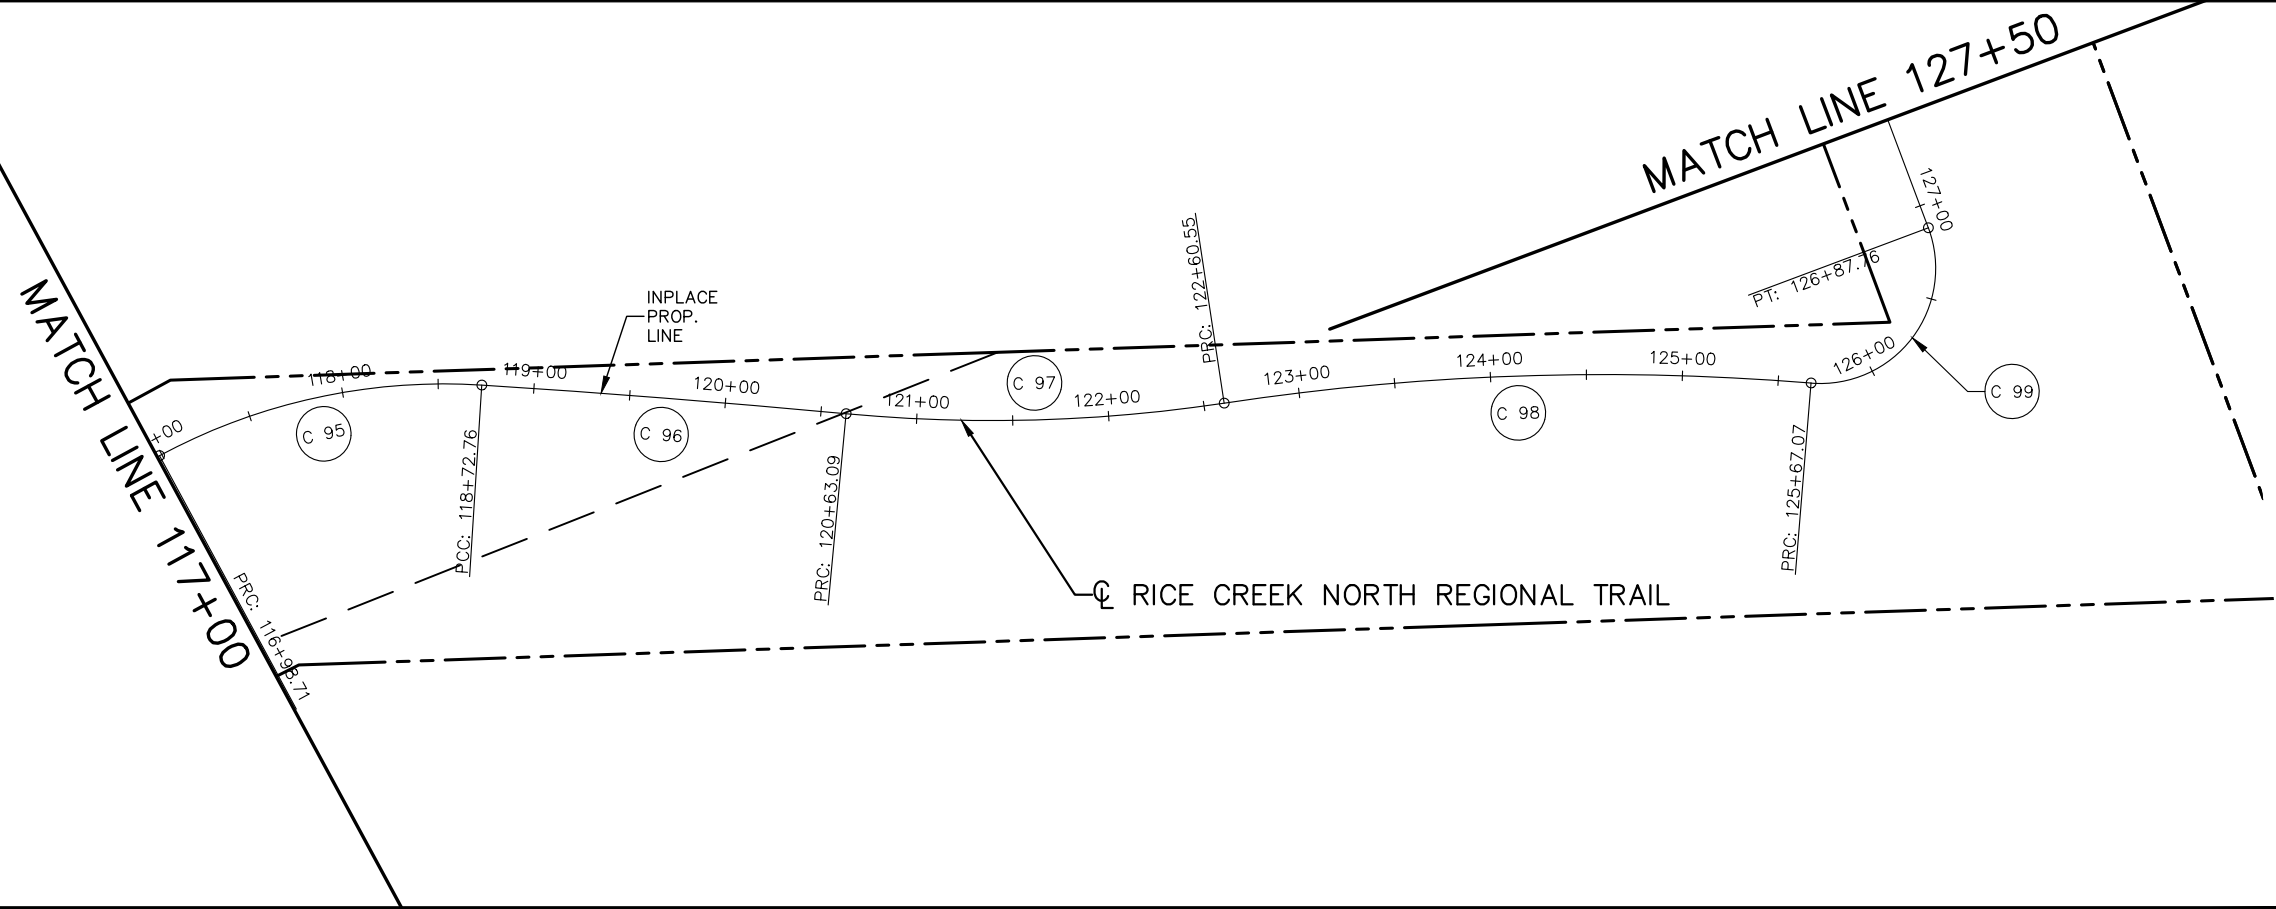 MATCH LINE 127+50
127+00
PT: 126+87.76
PRC: 122+60.55
INPLACE
PROP.
LINE
118+00
119+00
120+00
121+00
122+00
123+00
124+00
125+00
126+00
+00
C 95
C 96
C 97
C 98
C 99
MATCH LINE 117+00
PRC: 116+98.71
PCC: 118+72.76
PRC: 120+63.09
PRC: 125+67.07
℄ RICE CREEK NORTH REGIONAL TRAIL